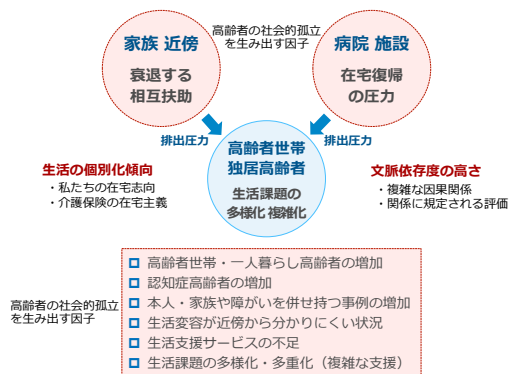 高齢者の社会的孤立
を生み出す因子
家族 近傍
衰退する
相互扶助
病院 施設
在宅復帰
の圧力
排出圧力
排出圧力
高齢者世帯
独居高齢者
生活課題の
多様化 複雑化
生活の個別化傾向
・私たちの在宅志向
・介護保険の在宅主義
文脈依存度の高さ
・複雑な因果関係
・関係に規定される評価
高齢者の社会的孤立
を生み出す因子
高齢者世帯・一人暮らし高齢者の増加
認知症高齢者の増加
本人・家族や障がいを併せ持つ事例の増加
生活変容が近傍から分かりにくい状況
生活支援サービスの不足
生活課題の多様化・多重化（複雑な支援）